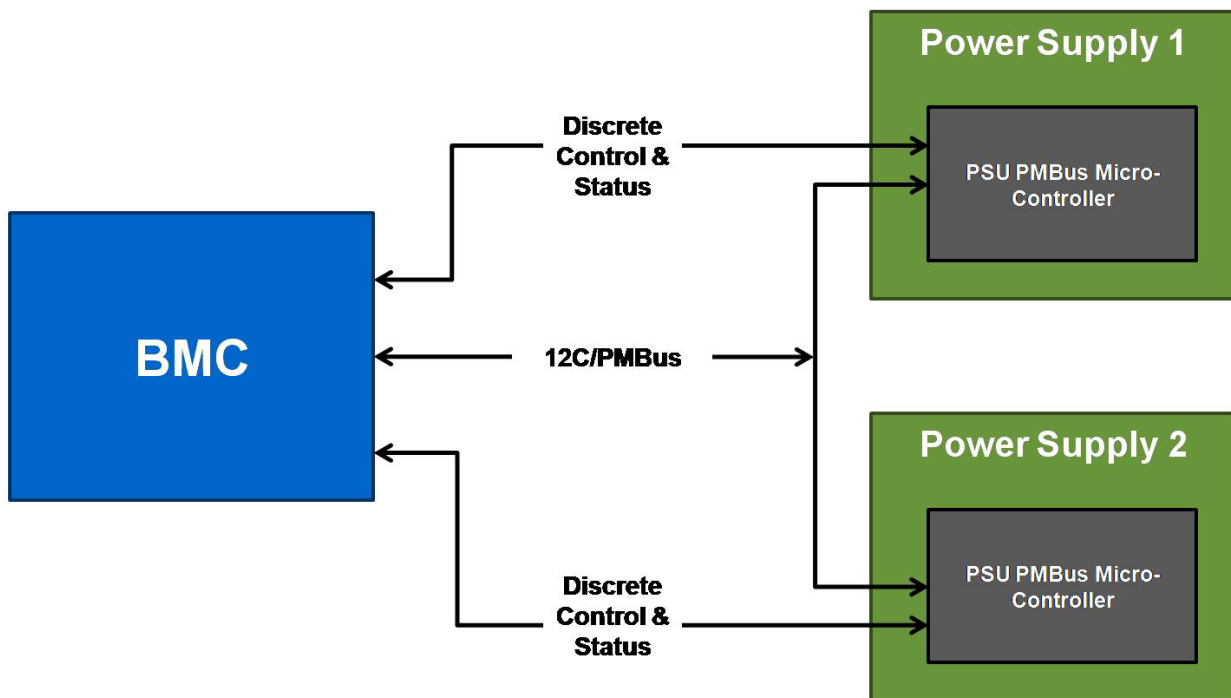 Power Supply 1
PSU PMBus Micro-
Controller
Discrete
Control &
Status
BMC
12C/PMBus
Power Supply 2
PSU PMBus Micro-
Controller
Discrete
Control &
Status